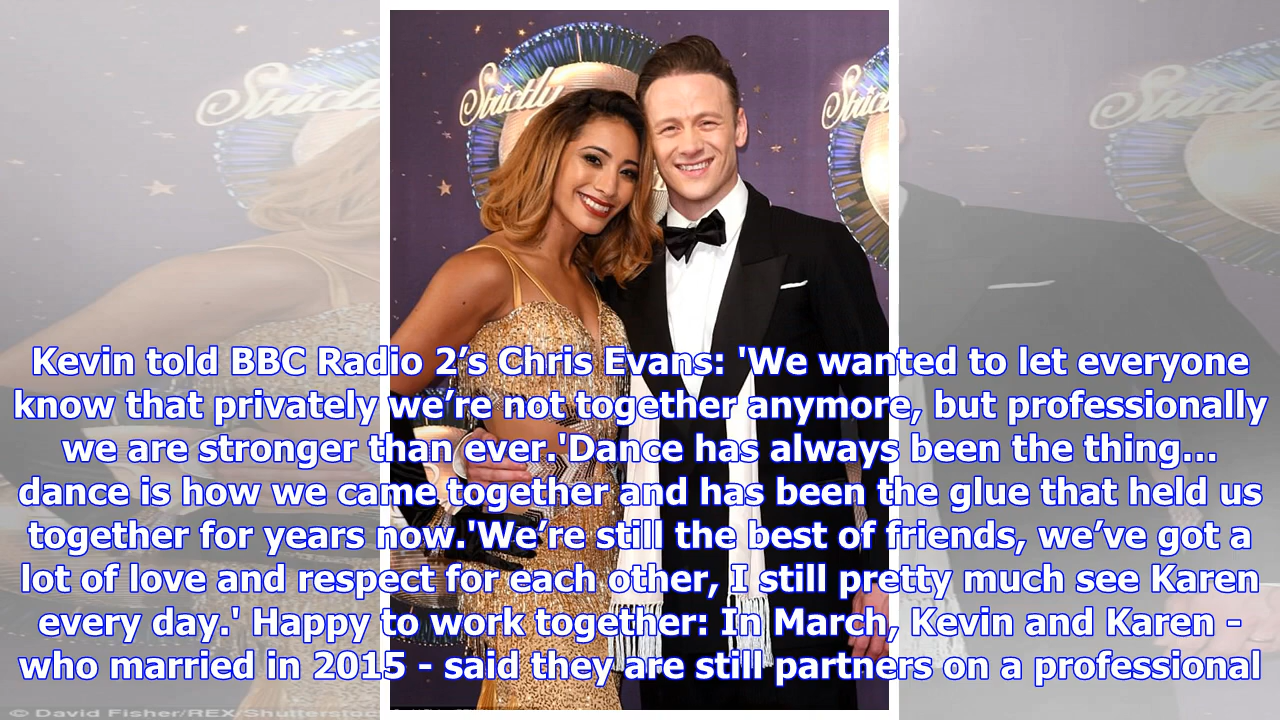 Strictly
Strictly
Strictly
Strictly
Kevin told BBC Radio 2’s Chris Evans: 'We wanted to let everyone
know that privately we’re not together anymore, but professionally
we are stronger than ever.'Dance has always been the thing...
dance is how we came together and has been the glue that held us
together for years now.'We’re still the best of friends, we’ve got a
lot of love and respect for each other, I still pretty much see Karen
every day.' Happy to work together: In March, Kevin and Karen -
who married in 2015 - said they are still partners on a professional
© David Fisher/REX/Shutterstock